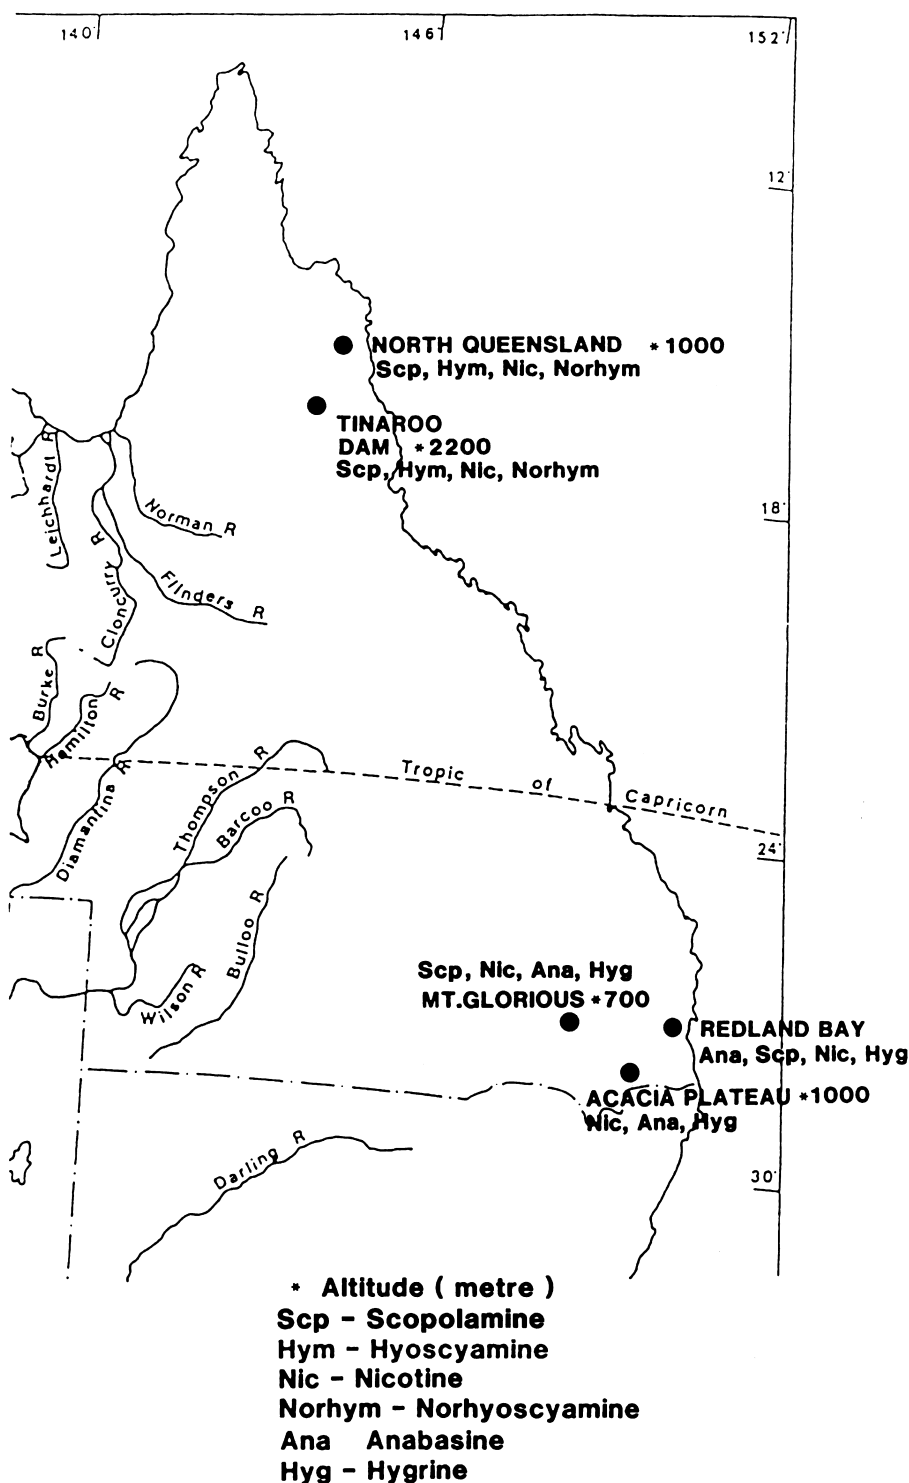 140°
146°
152°
12°
NORTH QUEENSLAND *1000
Scp, Hym, Nic, Norhym
TINAROO
DAM *2200
Scp, Hym, Nic, Norhym
Leichhardt R
Norman R
18°
Cloncurry R
Flinders R
Burke R
Hamilton R
Diamantina R
Thompson R
Tropic of Capricorn
Barcoo R
24°
Bulloo R
Wilson R
Scp, Nic, Ana, Hyg
MT.GLORIOUS *700
REDLAND BAY
Ana, Scp, Nic, Hyg
ACACIA PLATEAU *1000
Nic, Ana, Hyg
Darling R
30°
* Altitude ( metre )
Scp – Scopolamine
Hym – Hyoscyamine
Nic – Nicotine
Norhym – Norhyoscyamine
Ana Anabasine
Hyg – Hygrine